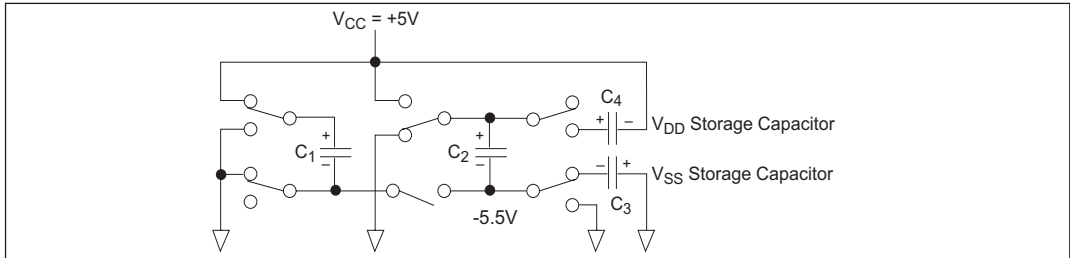 V_CC = +5V
C_4
+ –
V_DD Storage Capacitor
+
C_1
–
+
C_2
–
– +
V_SS Storage Capacitor
C_3
-5.5V